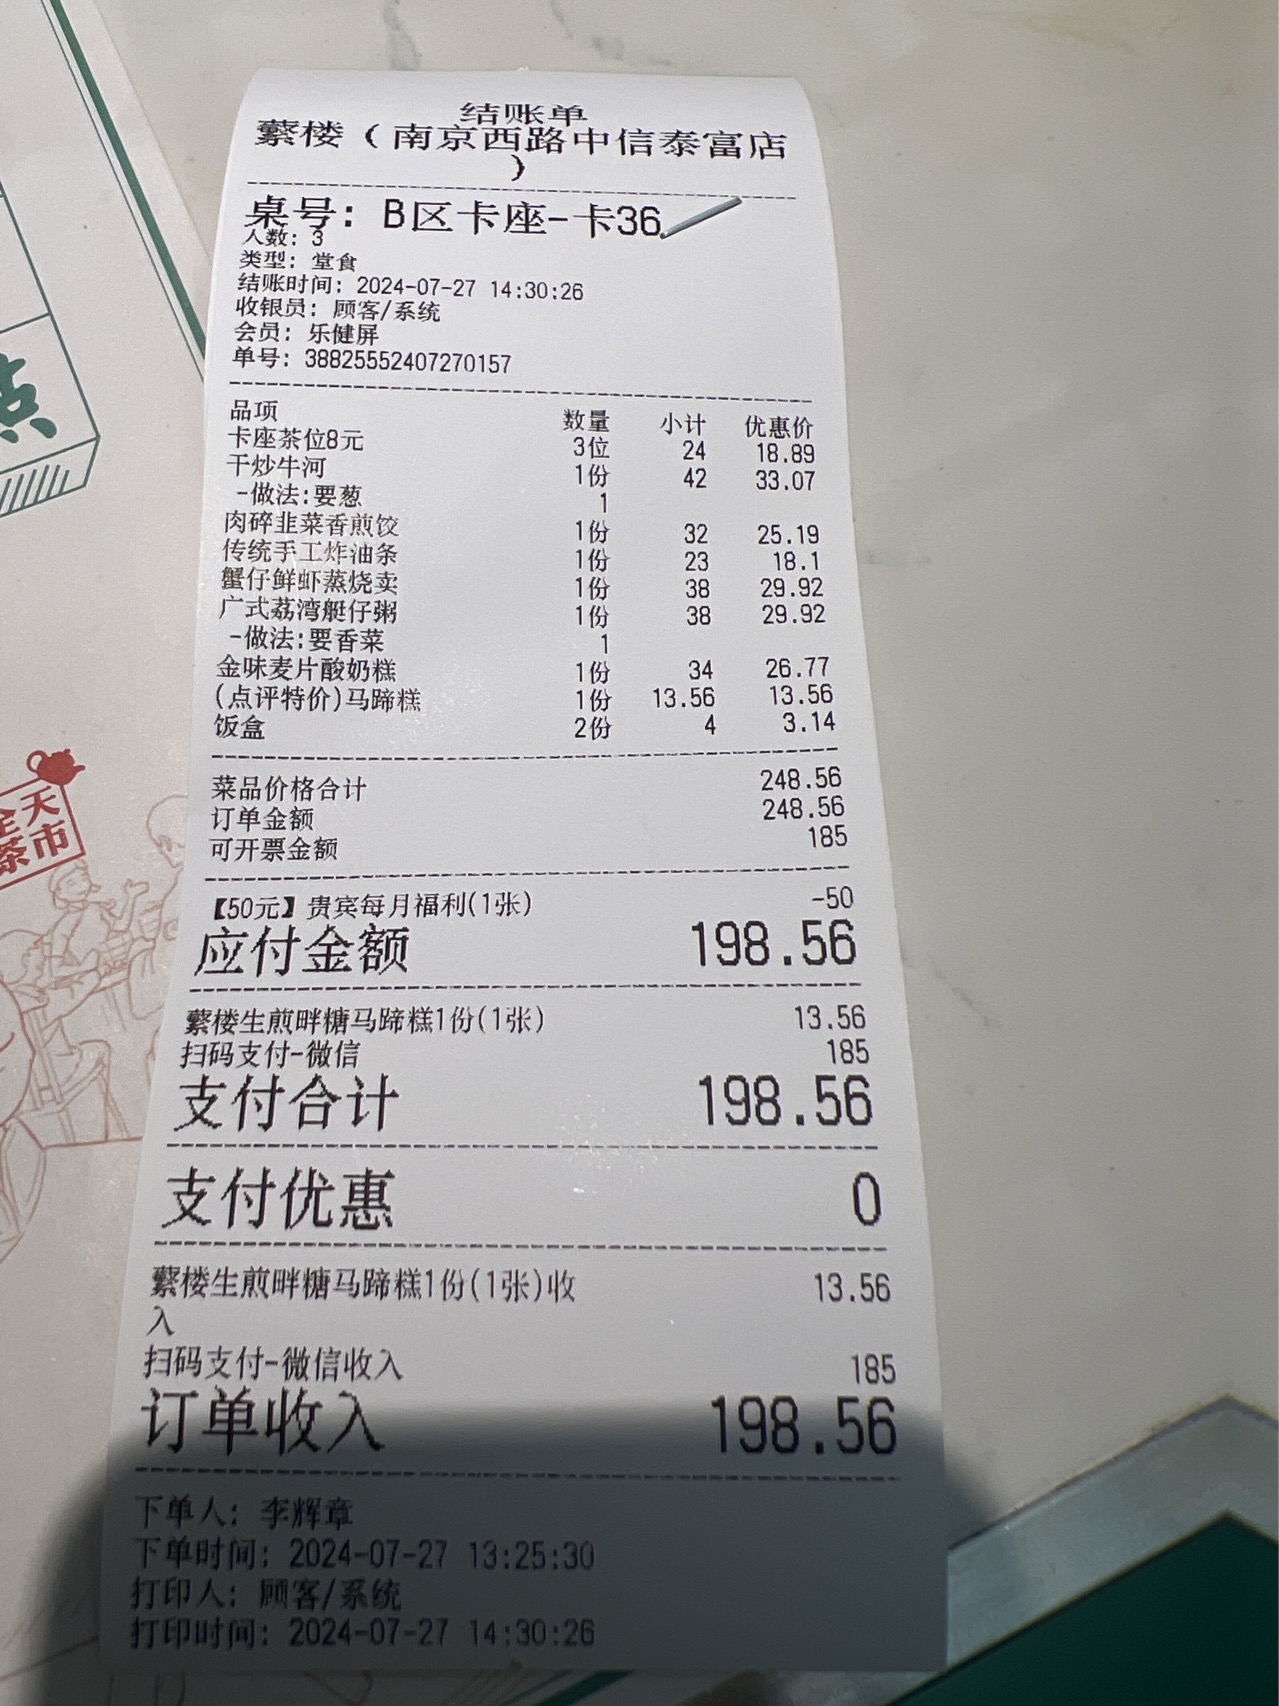 结账单
蘩楼（南京西路中信泰富店
）
桌号: B区卡座-卡36
人数: 3
类型: 堂食
结账时间: 2024-07-27 14:30:26
收银员: 顾客/系统
会员: 乐健屏
单号: 38825552407270157
品项 数量 小计 优惠价
卡座茶位8元 3位 24 18.89
干炒牛河 1份 42 33.07
-做法:要葱 1
肉碎韭菜香煎饺 1份 32 25.19
传统手工炸油条 1份 23 18.1
蟹仔鲜虾蒸烧卖 1份 38 29.92
广式荔湾艇仔粥 1份 38 29.92
-做法:要香菜 1
金味麦片酸奶糕 1份 34 26.77
(点评特价)马蹄糕 1份 13.56 13.56
饭盒 2份 4 3.14
菜品价格合计 248.56
订单金额 248.56
可开票金额 185
【50元】贵宾每月福利(1张) -50
应付金额 198.56
蘩楼生煎畔糖马蹄糕1份(1张) 13.56
扫码支付-微信 185
支付合计 198.56
支付优惠 0
蘩楼生煎畔糖马蹄糕1份(1张)收 13.56
入
扫码支付-微信收入 185
订单收入 198.56
下单人: 李辉章
下单时间: 2024-07-27 13:25:30
打印人: 顾客/系统
打印时间: 2024-07-27 14:30:26
点
全天
茶市